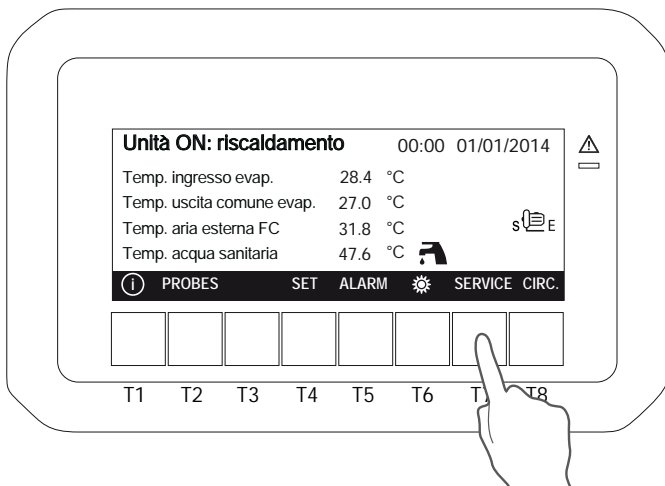 Unità ON: riscaldamento 00:00 01/01/2014
Temp. ingresso evap. 28.4 °C
Temp. uscita comune evap. 27.0 °C
Temp. aria esterna FC 31.8 °C
S E
Temp. acqua sanitaria 47.6 °C
i PROBES SET ALARM SERVICE CIRC.
T1 T2 T3 T4 T5 T6 T7 T8